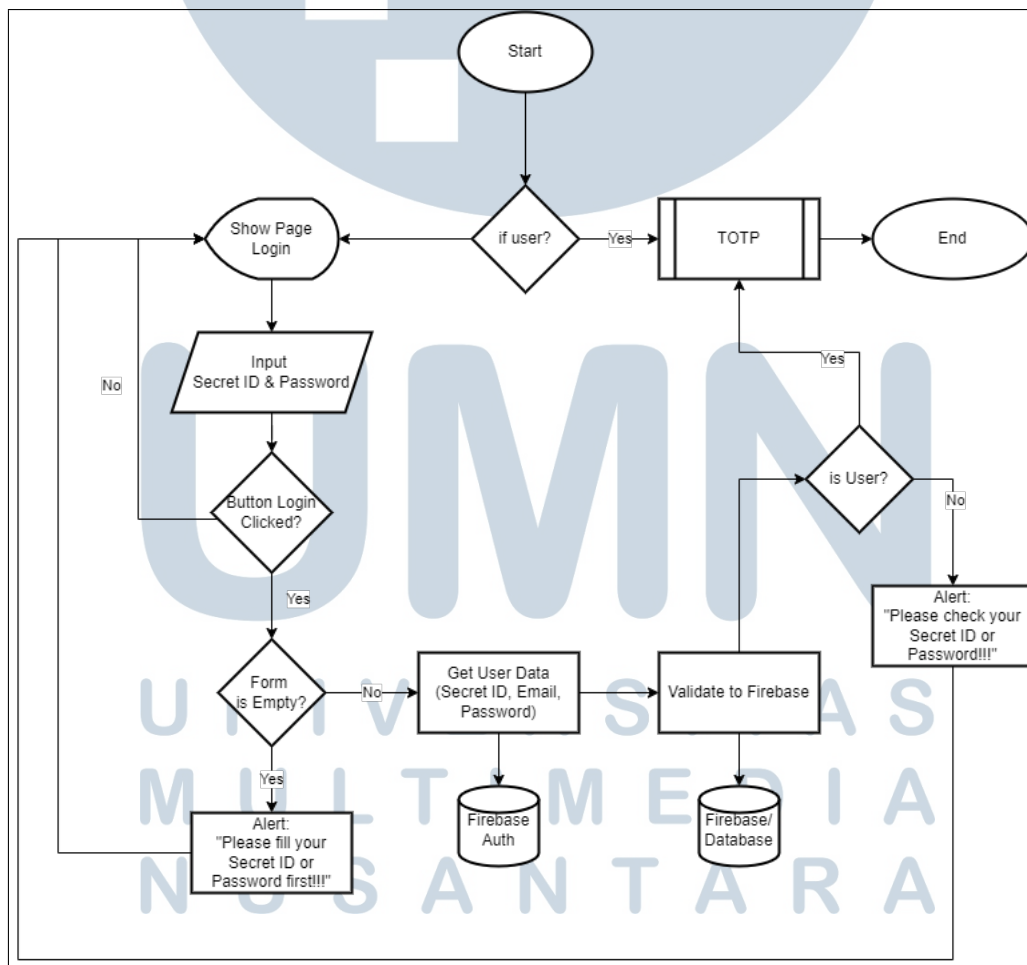 Start
Show Page
Login
if user?
Yes
TOTP
End
Input
Secret ID & Password
No
Yes
Button Login
Clicked?
is User?
No
Yes
Alert:
"Please check your
Secret ID or
Password!!!"
Form
is Empty?
No
Get User Data
(Secret ID, Email,
Password)
Validate to Firebase
Yes
Alert:
"Please fill your
Secret ID or
Password first!!!"
Firebase
Auth
Firebase/
Database
UMN
UNIVERSITAS
MULTIMEDIA
NUSANTARA